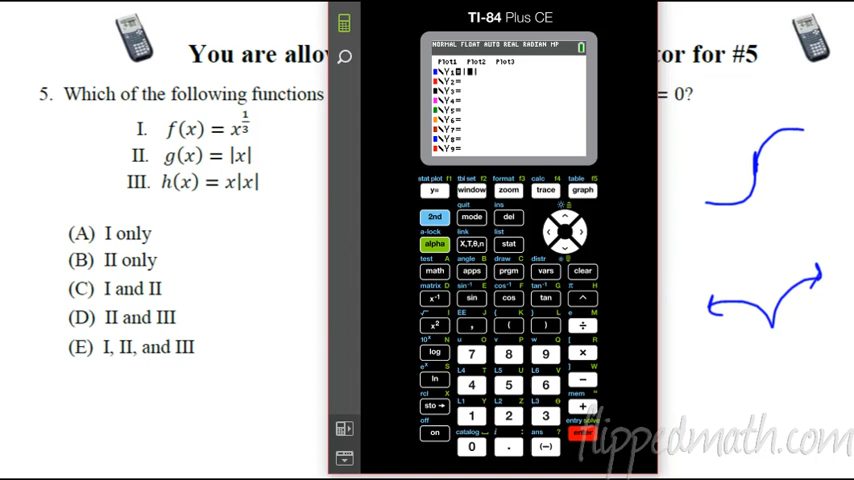 TI-84 Plus CE
NORMAL FLOAT AUTO REAL RADIAN MP
You are allo
tor for #5
Plot1 Plot2 Plot3
\Y1=| |
\Y2=
\Y3=
\Y4=
\Y5=
\Y6=
\Y7=
\Y8=
\Y9=
5. Which of the following functions
= 0?
I. f(x) = x^{1/3}
II. g(x) = |x|
III. h(x) = x|x|
(A) I only
(B) II only
(C) I and II
(D) II and III
(E) I, II, and III
stat plot f1 tbl set f2 format f3 calc f4 table f5
y= window zoom trace graph
quit ins
2nd mode del
a-lock link list
alpha X,T,θ,n stat
test A angle B draw C distr
math apps prgm vars clear
matrix D sin⁻¹ E cos⁻¹ F tan⁻¹ G π H
x⁻¹ sin cos tan ^
√ I EE J { K } L e M
x² , ( ) ÷
10ˣ N u O v P w Q [ R
log 7 8 9 ×
eˣ S L4 T L5 U L6 V ] W
ln 4 5 6 −
rcl X L1 Y L2 Z L3 θ mem "
sto→ 1 2 3 +
off catalog i : ans ? entry solve
on 0 . (−) enter
flippedmath.com